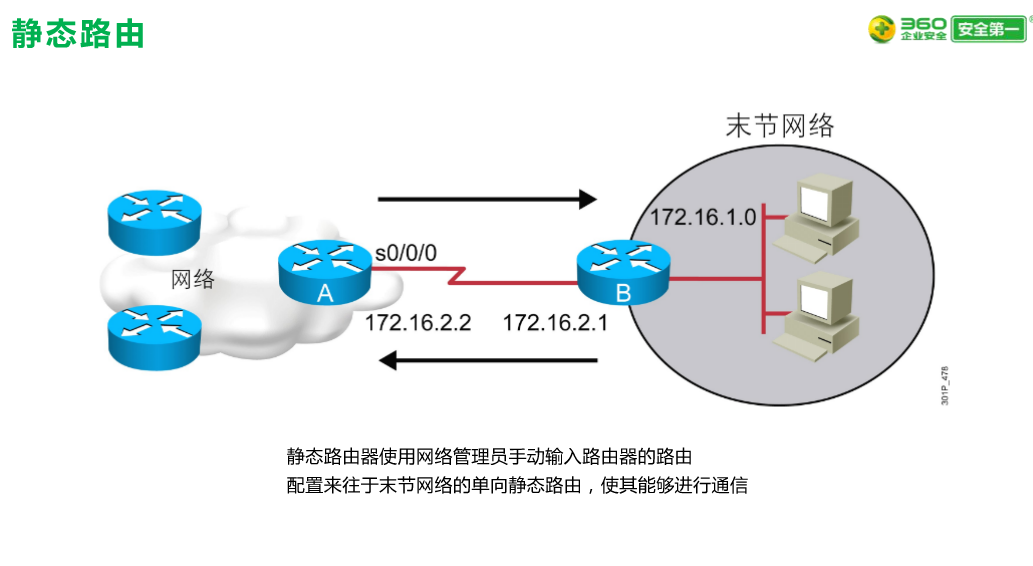 静态路由
360
企业安全
安全第一
末节网络
172.16.1.0
s0/0/0
网络
A
B
172.16.2.2
172.16.2.1
301P_478
静态路由器使用网络管理员手动输入路由器的路由
配置来往于末节网络的单向静态路由，使其能够进行通信